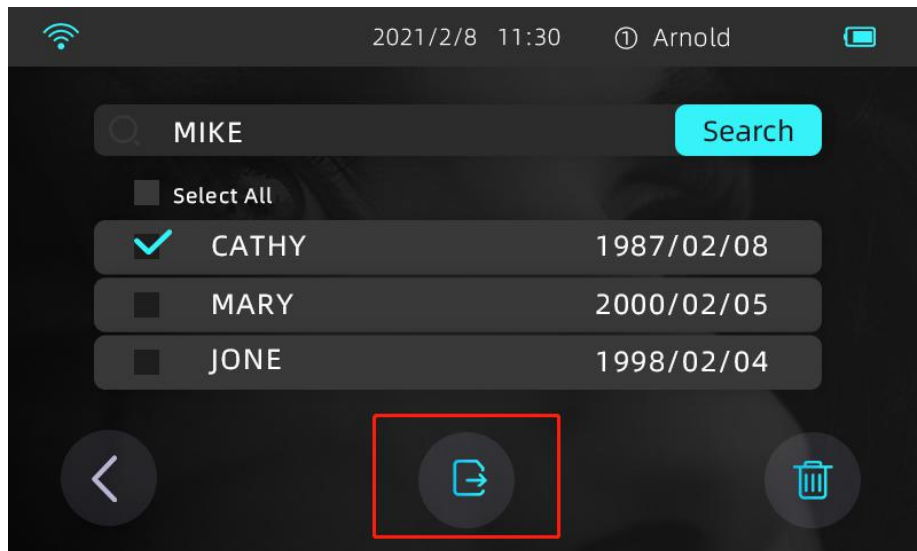 2021/2/8 11:30 ① Arnold
MIKE Search
Select All
CATHY 1987/02/08
MARY 2000/02/05
JONE 1998/02/04